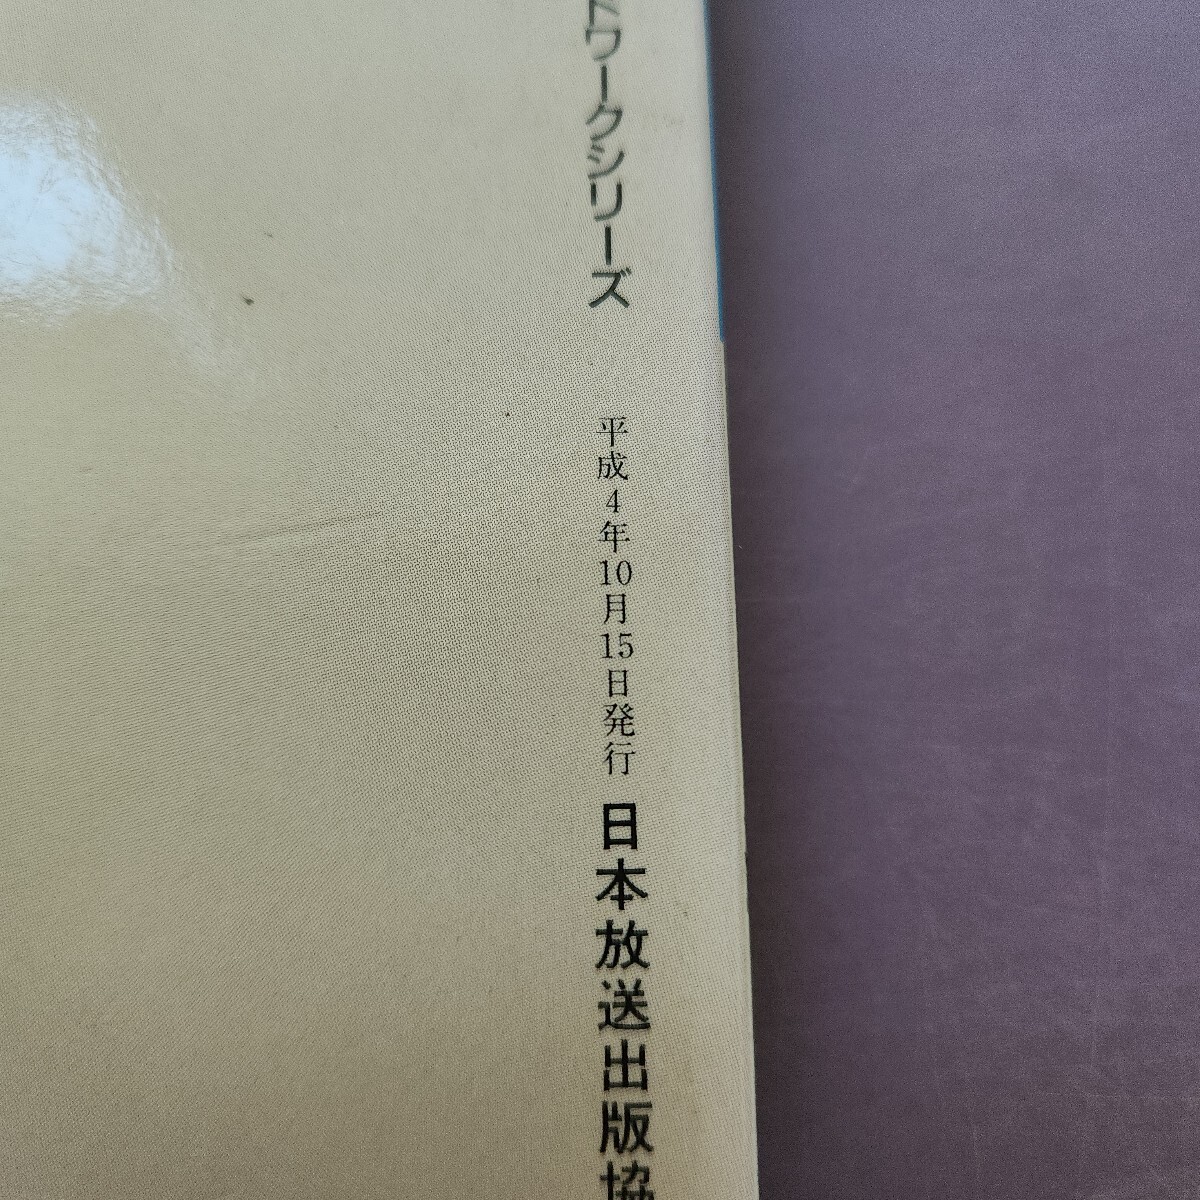 トワークシリーズ
平成4年10月15日発行
日本放送出版協